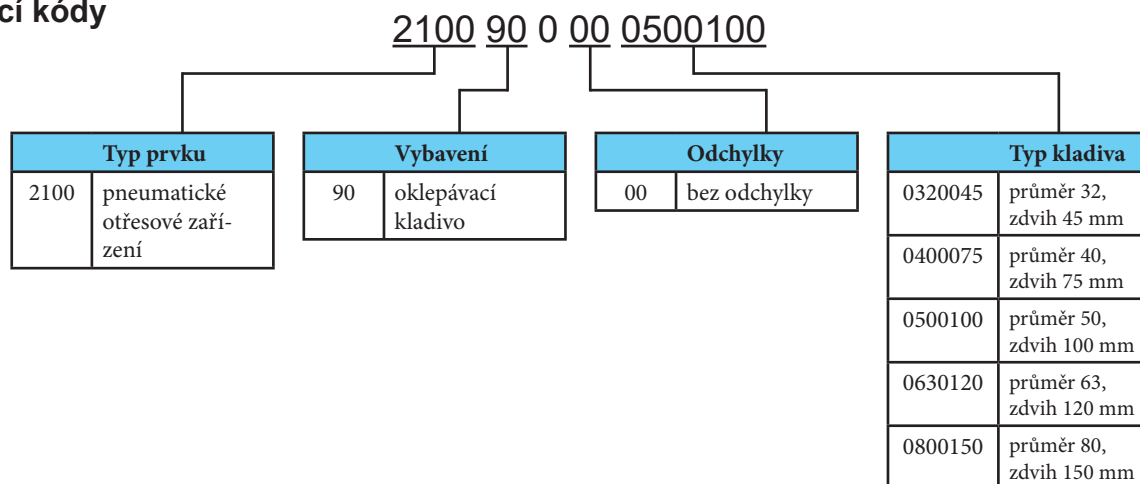 cí kódy
2100 90 0 00 0500100
Typ prvku
2100 pneumatické
otřesové zaří-
zení
Vybavení
90 oklepávací
kladivo
Odchylky
00 bez odchylky
Typ kladiva
0320045 průměr 32,
zdvih 45 mm
0400075 průměr 40,
zdvih 75 mm
0500100 průměr 50,
zdvih 100 mm
0630120 průměr 63,
zdvih 120 mm
0800150 průměr 80,
zdvih 150 mm